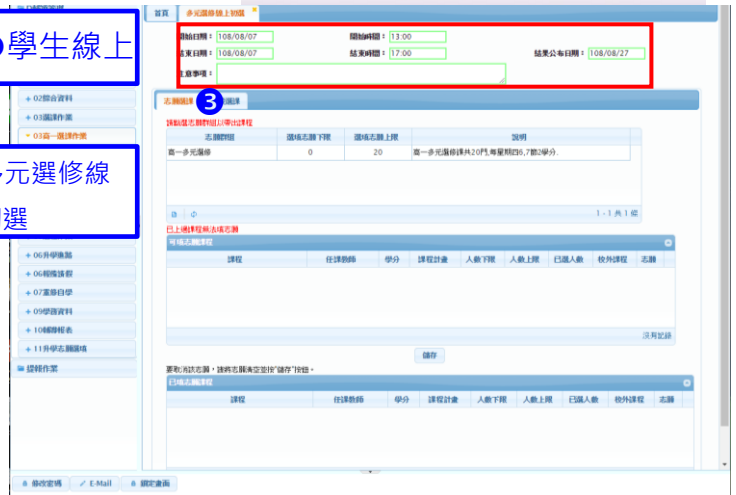 首頁 多元選修線上初選
開始日期： 108/08/07 開始時間： 13:00
結束日期： 108/08/07 結束時間： 17:00 結果公布日期： 108/08/27
注意事項：
學生線上
+ 02綜合資料
+ 03選課作業
- 03高一選課作業
元選修線
選
+ 06升學進路
+ 07重修自學
+ 09學習資料
+ 10輔導報表
+ 11升學志願選填
提報作業
志願選課 3 選課
請點選志願群組以帶出課程
志願群組 選填志願下限 選填志願上限 說明
高一多元選修 0 20 高一多元選修課共20門,每星期四6,7節2學分.
1 - 1 共 1 條
已上過課程無法填志願
可填志願課程
課程 任課教師 學分 課程計畫 人數下限 人數上限 已選人數 校外課程 志願
沒有記錄
儲存
要取消該志願，請將志願清空並按"儲存"按鈕。
已填志願課程
課程 任課教師 學分 課程計畫 人數下限 人數上限 已選人數 校外課程 志願
修改密碼 E-Mail 鎖定畫面